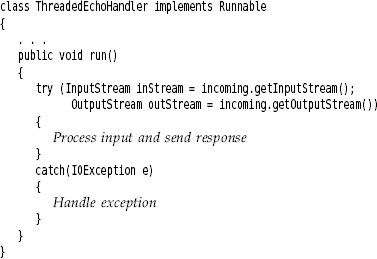 class ThreadedEchoHandler implements Runnable
{
. . .
public void run()
{
try (InputStream inStream = incoming.getInputStream();
OutputStream outStream = incoming.getOutputStream())
{
Process input and send response
}
catch(IOException e)
{
Handle exception
}
}
}